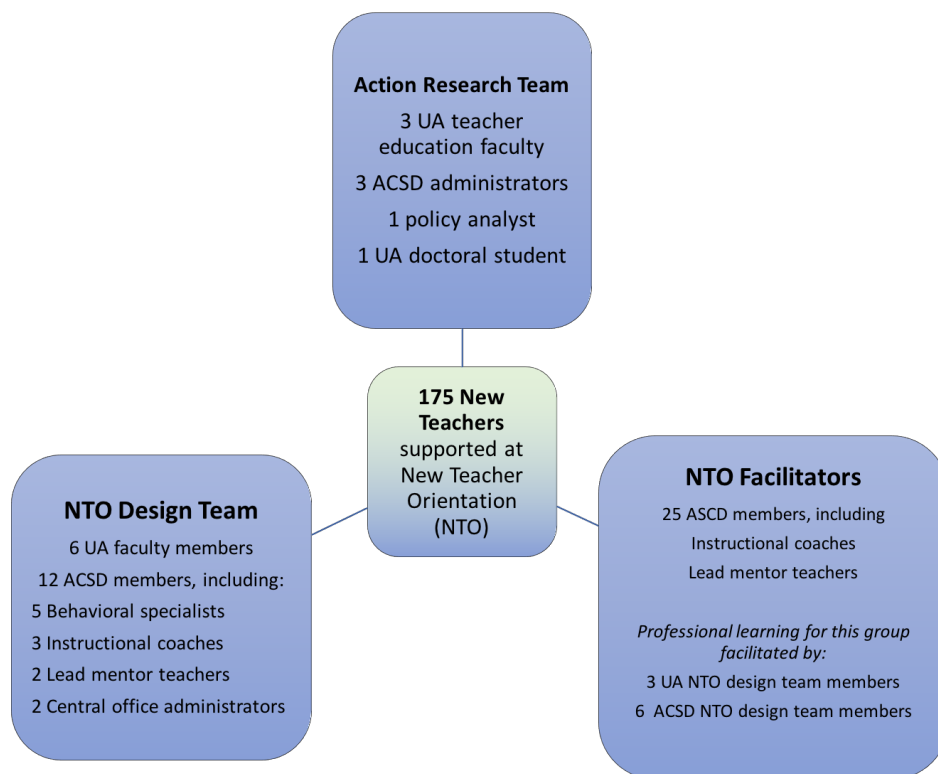 Action Research Team
3 UA teacher
education faculty
3 ACSD administrators
1 policy analyst
1 UA doctoral student
175 New
Teachers
supported at
New Teacher
Orientation
(NTO)
NTO Design Team
6 UA faculty members
12 ACSD members, including:
5 Behavioral specialists
3 Instructional coaches
2 Lead mentor teachers
2 Central office administrators
NTO Facilitators
25 ASCD members, including
Instructional coaches
Lead mentor teachers
Professional learning for this group
facilitated by:
3 UA NTO design team members
6 ACSD NTO design team members